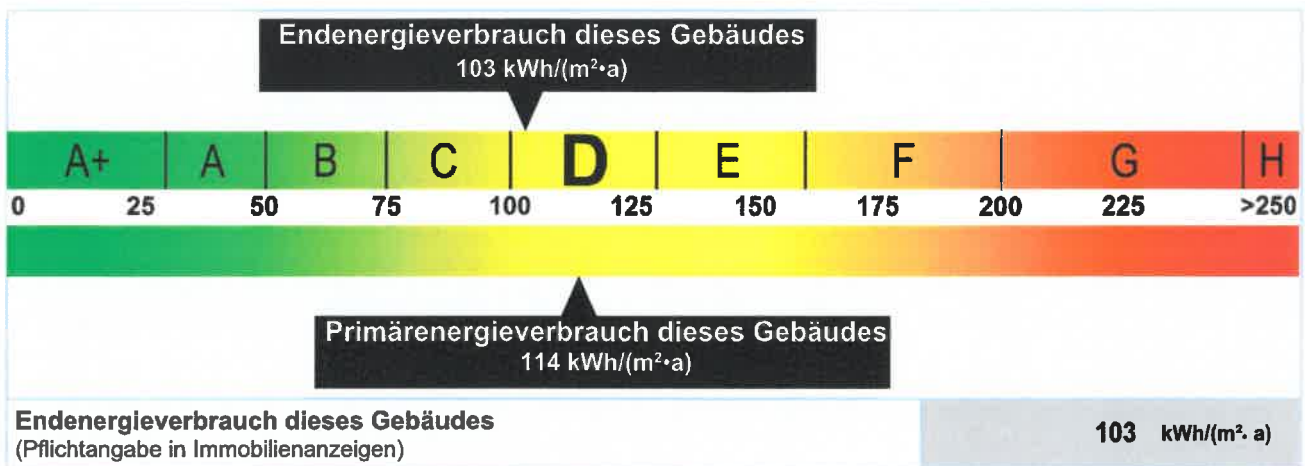 Endenergieverbrauch dieses Gebäudes
103 kWh/(m²•a)
A+ A B C D E F G H
0 25 50 75 100 125 150 175 200 225 >250
Primärenergieverbrauch dieses Gebäudes
114 kWh/(m²•a)
Endenergieverbrauch dieses Gebäudes
(Pflichtangabe in Immobilienanzeigen) 103 kWh/(m²· a)